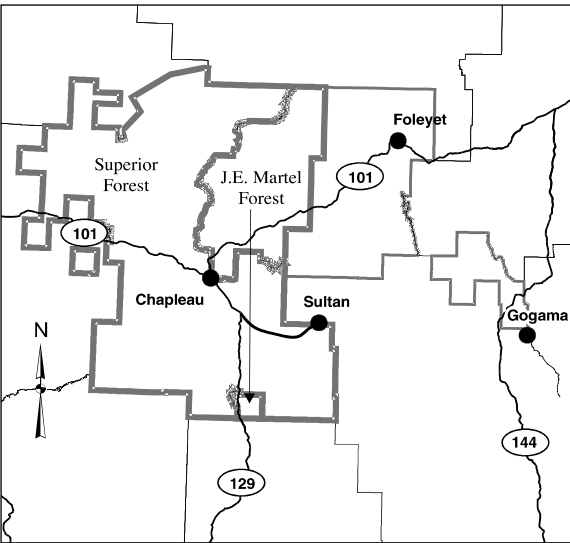 Foleyet
Superior
Forest
J.E. Martel
Forest
101
101
Chapleau
Sultan
Gogama
N
144
129